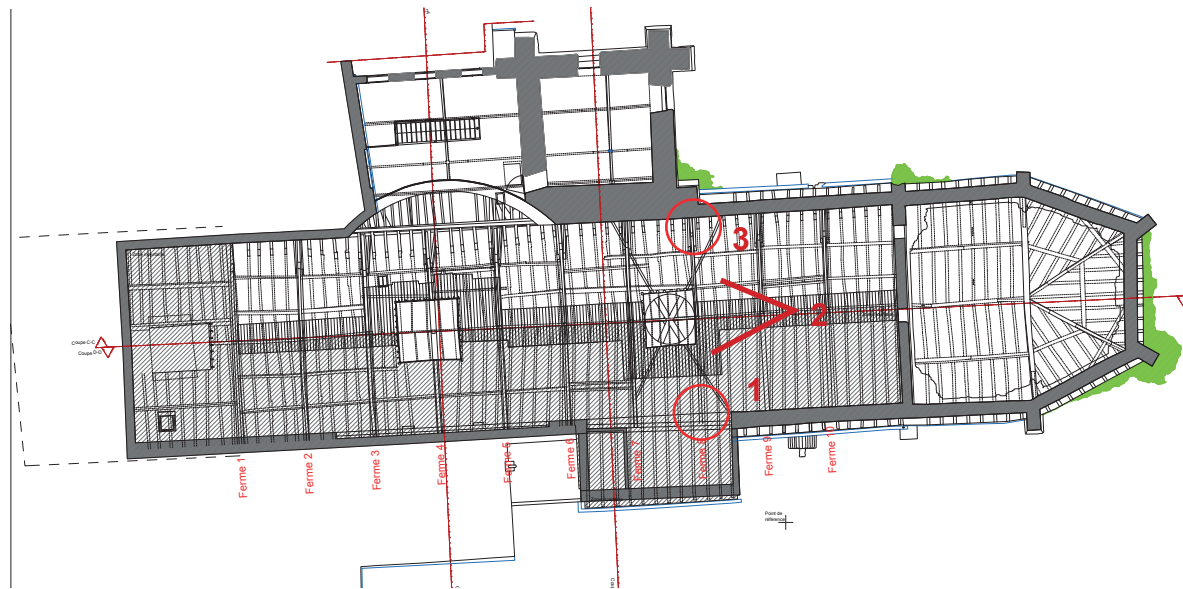 3
2
1
Coupe C-C
Coupe D-D
Ferme 1
Ferme 2
Ferme 3
Ferme 4
Ferme 5
Ferme 6
Ferme 7
Ferme 8
Ferme 9
Ferme 10
Point de
référence